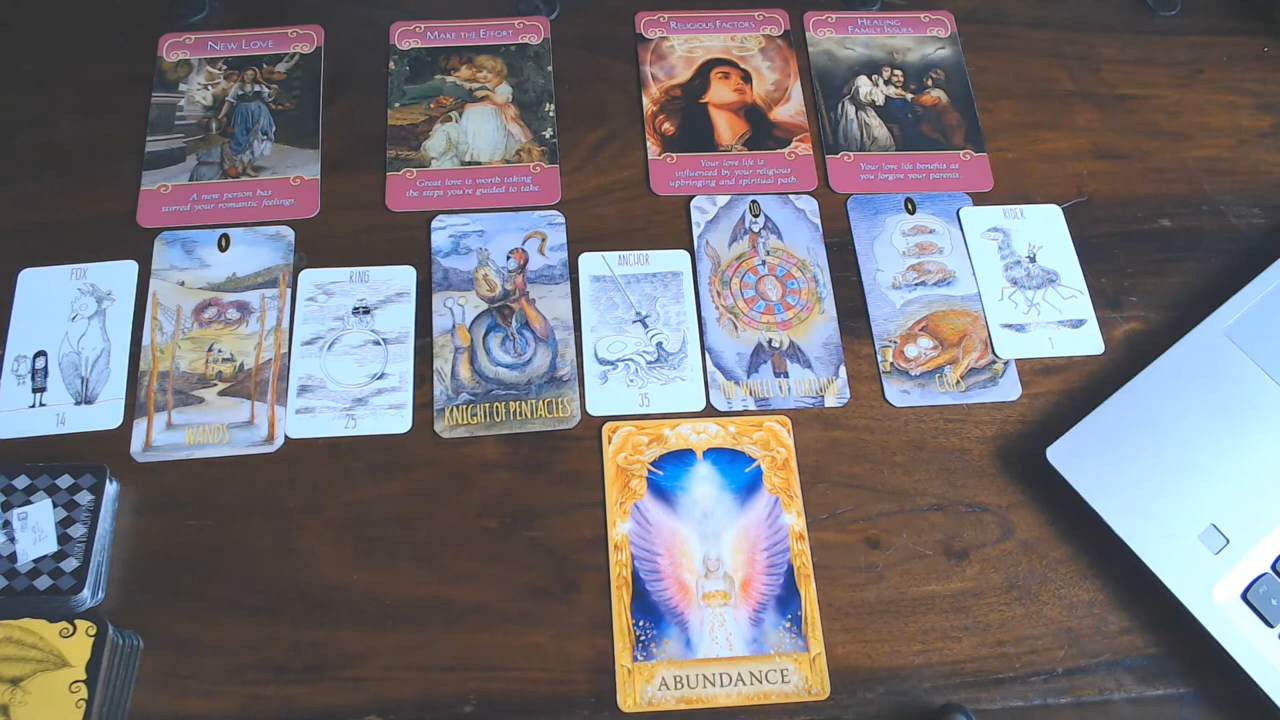 NEW LOVE
A new person has
stirred your romantic feelings.
MAKE THE EFFORT
Great love is worth taking
the steps you're guided to take.
RELIGIOUS FACTORS
Your love life is
influenced by your religious
upbringing and spiritual path.
HEALING
FAMILY ISSUES
Your love life benefits as
you forgive your parents.
FOX
14
WANDS
RING
25
KNIGHT OF PENTACLES
ANCHOR
35
10
THE WHEEL OF FORTUNE
CUPS
RIDER
1
ABUNDANCE